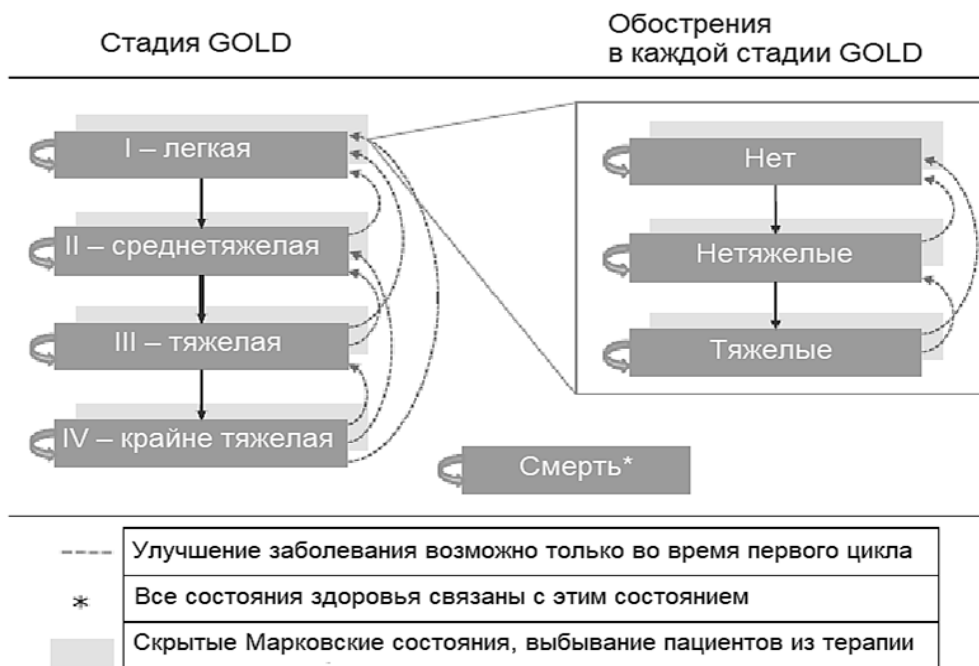 Стадия GOLD
Обострения
в каждой стадии GOLD
I – легкая
II – среднетяжелая
III – тяжелая
IV – крайне тяжелая
Нет
Нетяжелые
Тяжелые
Смерть*
Улучшение заболевания возможно только во время первого цикла
* Все состояния здоровья связаны с этим состоянием
Скрытые Марковские состояния, выбывание пациентов из терапии